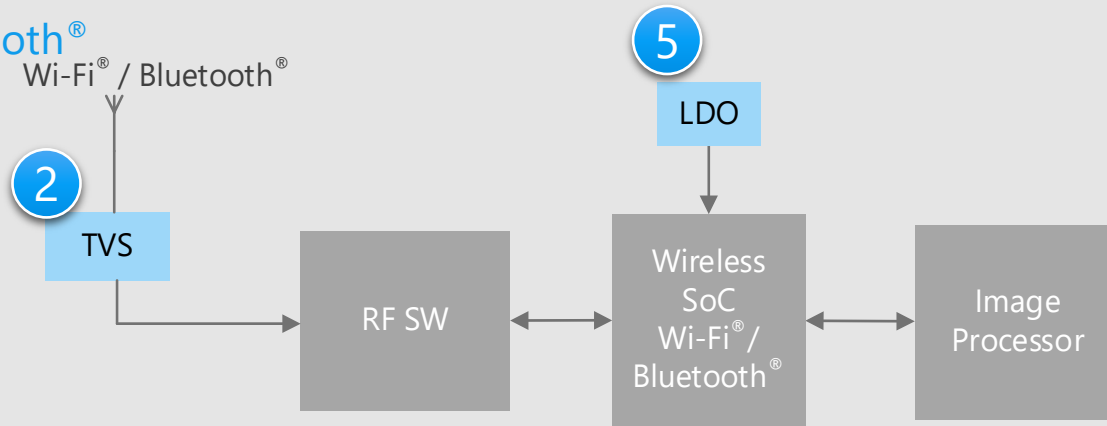 oth®
Wi-Fi® / Bluetooth®
5
LDO
2
TVS
RF SW
Wireless
SoC
Wi-Fi®/
Bluetooth®
Image
Processor